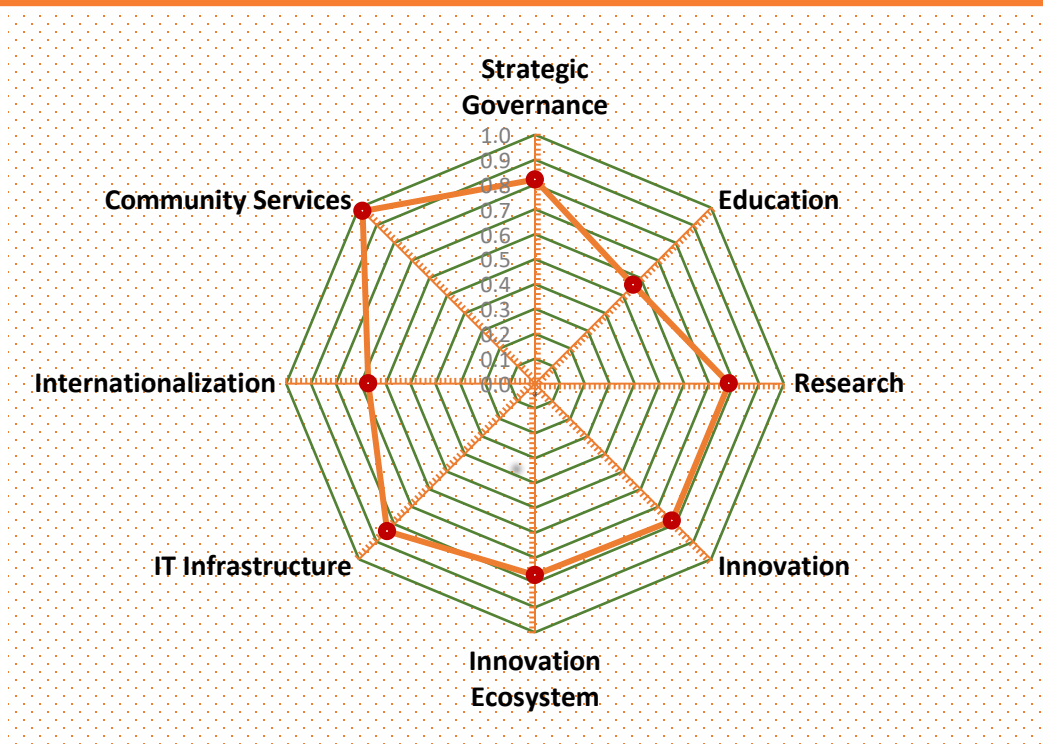 Strategic
Governance
1.0
0.9
Community Services
0.8
Education
0.7
0.6
0.5
0.4
0.3
0.2
0.1
Internationalization
0.0
Research
IT Infrastructure
Innovation
Innovation
Ecosystem